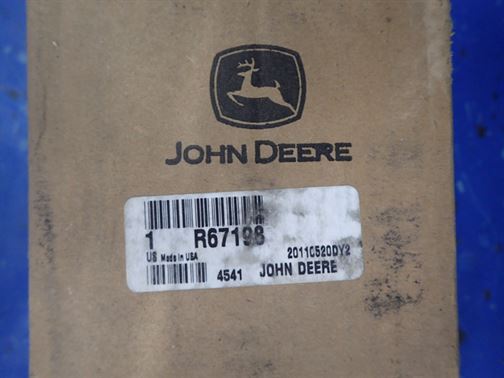 JOHN DEERE
1 R67198
US Made in USA 20110520DY2
4541 JOHN DEERE